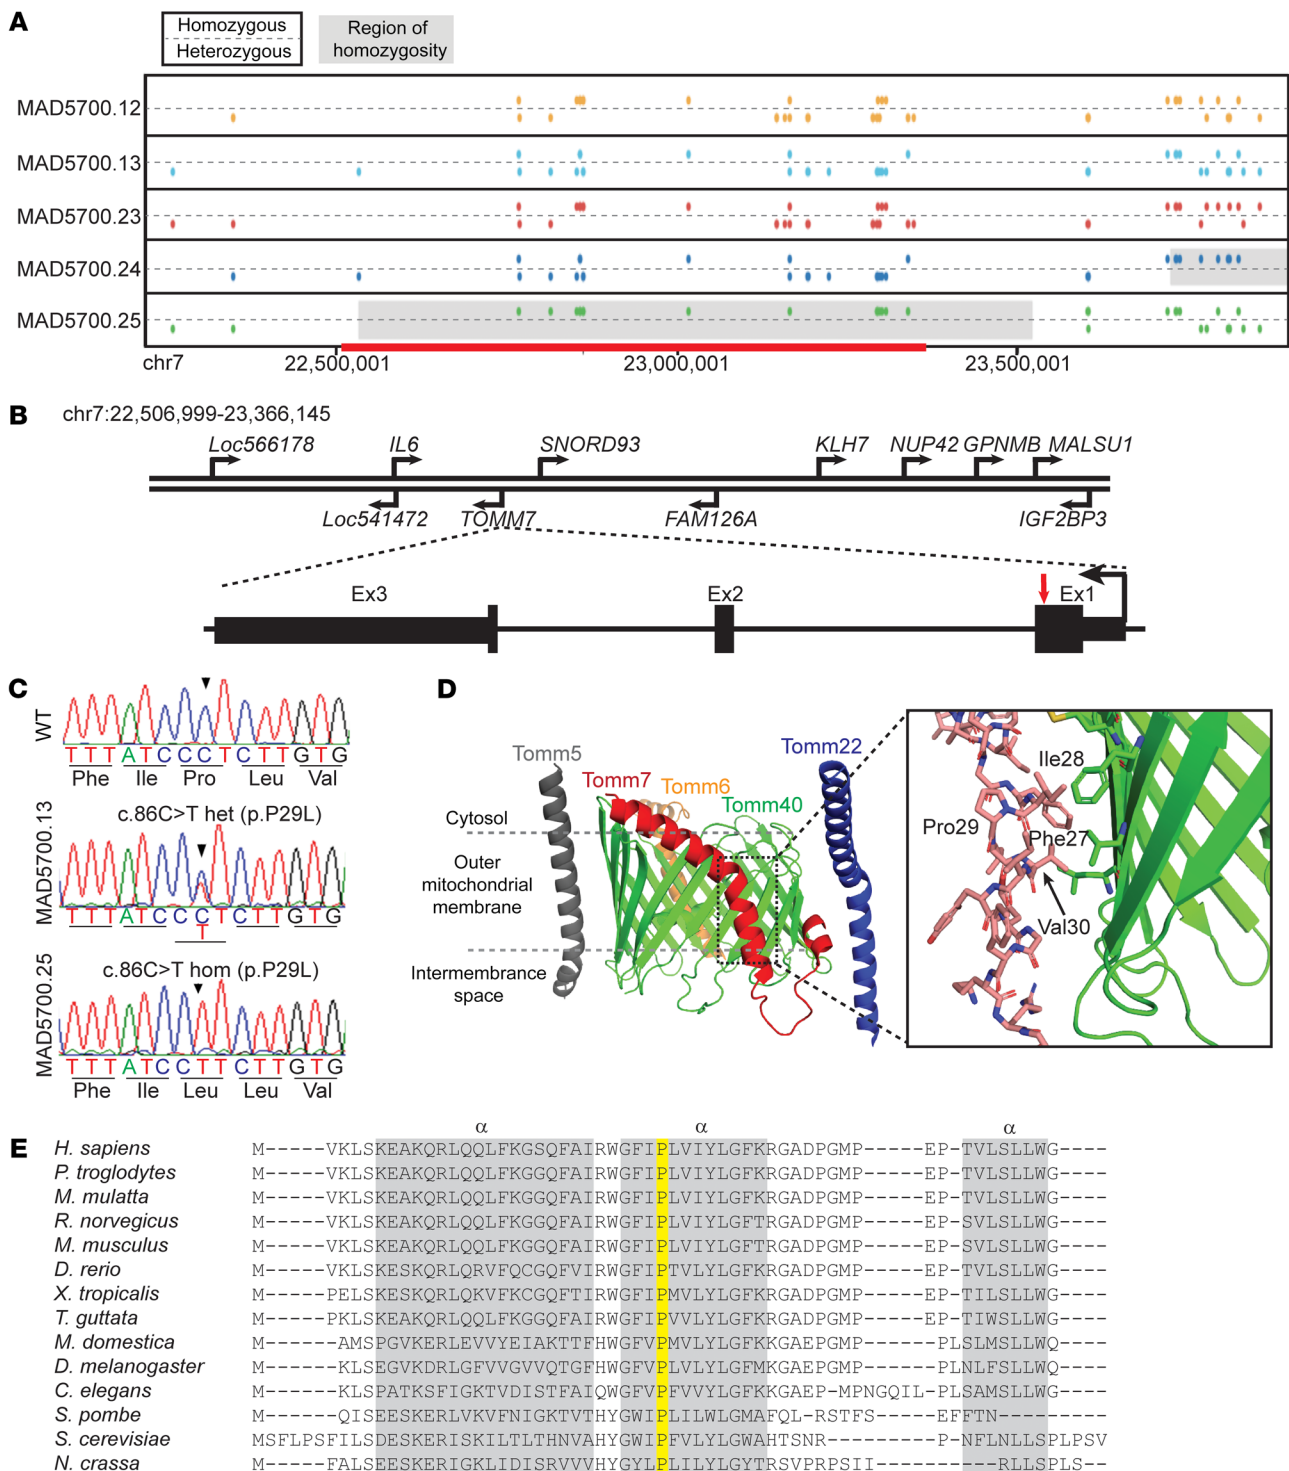 A
Homozygous
Heterozygous
Region of
homozygosity
MAD5700.12
MAD5700.13
MAD5700.23
MAD5700.24
MAD5700.25
chr7 22,500,001 23,000,001 23,500,001
B
chr7:22,506,999-23,366,145
Loc566178 IL6 SNORD93 KLH7 NUP42 GPNMB MALSU1
Loc541472 TOMM7 FAM126A IGF2BP3
Ex3 Ex2 Ex1
C
WT
TTTATCCCTCTTGTG
Phe Ile Pro Leu Val
MAD5700.13
c.86C>T het (p.P29L)
TTTATCCCTCTTGTG
T
MAD5700.25
c.86C>T hom (p.P29L)
TTTATCCTTCTTGTG
Phe Ile Leu Leu Val
D
Tomm5
Tomm7
Tomm6
Tomm40
Tomm22
Cytosol
Outer
mitochondrial
membrane
Intermembrance
space
Ile28
Pro29
Phe27
Val30
E
α α α
H. sapiens M-----VKLSKEAKQRLQQLFKGSQFAIRWGFIPLVIYLGFKRGADPGMP-----EP-TVLSLLWG----
P. troglodytes M-----VKLSKEAKQRLQQLFKGGQFAIRWGFIPLVIYLGFKRGADPGMP-----EP-TVLSLLWG----
M. mulatta M-----VKLSKEAKQRLQQLFKGGQFAIRWGFIPLVIYLGFKRGADPGMP-----EP-TVLSLLWG----
R. norvegicus M-----VKLSKEAKQRLQQLFKGGQFAIRWGFIPLVIYLGFTRGADPGMP-----EP-SVLSLLWG----
M. musculus M-----VKLSKEAKQRLQQLFKGGQFAIRWGFIPLVIYLGFTRGADPGMP-----EP-SVLSLLWG----
D. rerio M-----VKLSKESKQRLQRVFQCGQFVIRWGFIPTVLYLGFKRGADPGMP-----EP-TVLSLLWG----
X. tropicalis M-----PELSKESKQRLQKVFKCGQFTIRWGFIPMVLYLGFKRGADPGMP-----EP-TILSLLWG----
T. guttata M-----PKLSKESKQRLQQLFKGGQFAIRWGFIPVVLYLGFKRGADPGMP-----EP-TIWSLLWG----
M. domestica M------AMSPGVKERLEVVYEIAKTTFHWGFVPMVLYLGFKKGAEPGMP-----PLSLMSLLWQ----
D. melanogaster M------KLSEGVKDRLGFVVGVVQTGFHWGFVPLVLYLGFMKGAEPGMP-----PLNLFSLLWQ----
C. elegans M------KLSPATKSFIGKTVDISTFAIQWGFVPFVVYLGFKKGAEP-MPNGQIL-PLSAMSLLWG----
S. pombe M------QISEESKERLVKVFNIGKTVTHYGWIPLILWLGMAFQL-RSTFS-----EFFTN---------
S. cerevisiae MSFLPSFILSDESKERISKILTLTHNVAHYGWIPFVLYLGWAHTSNR---------P-NFLNLLSPLPSV
N. crassa M-----FALSEESKERILKIDISRVVVHYGYLPLILYLGYTRSVPRPSII----------RLLSPLS--